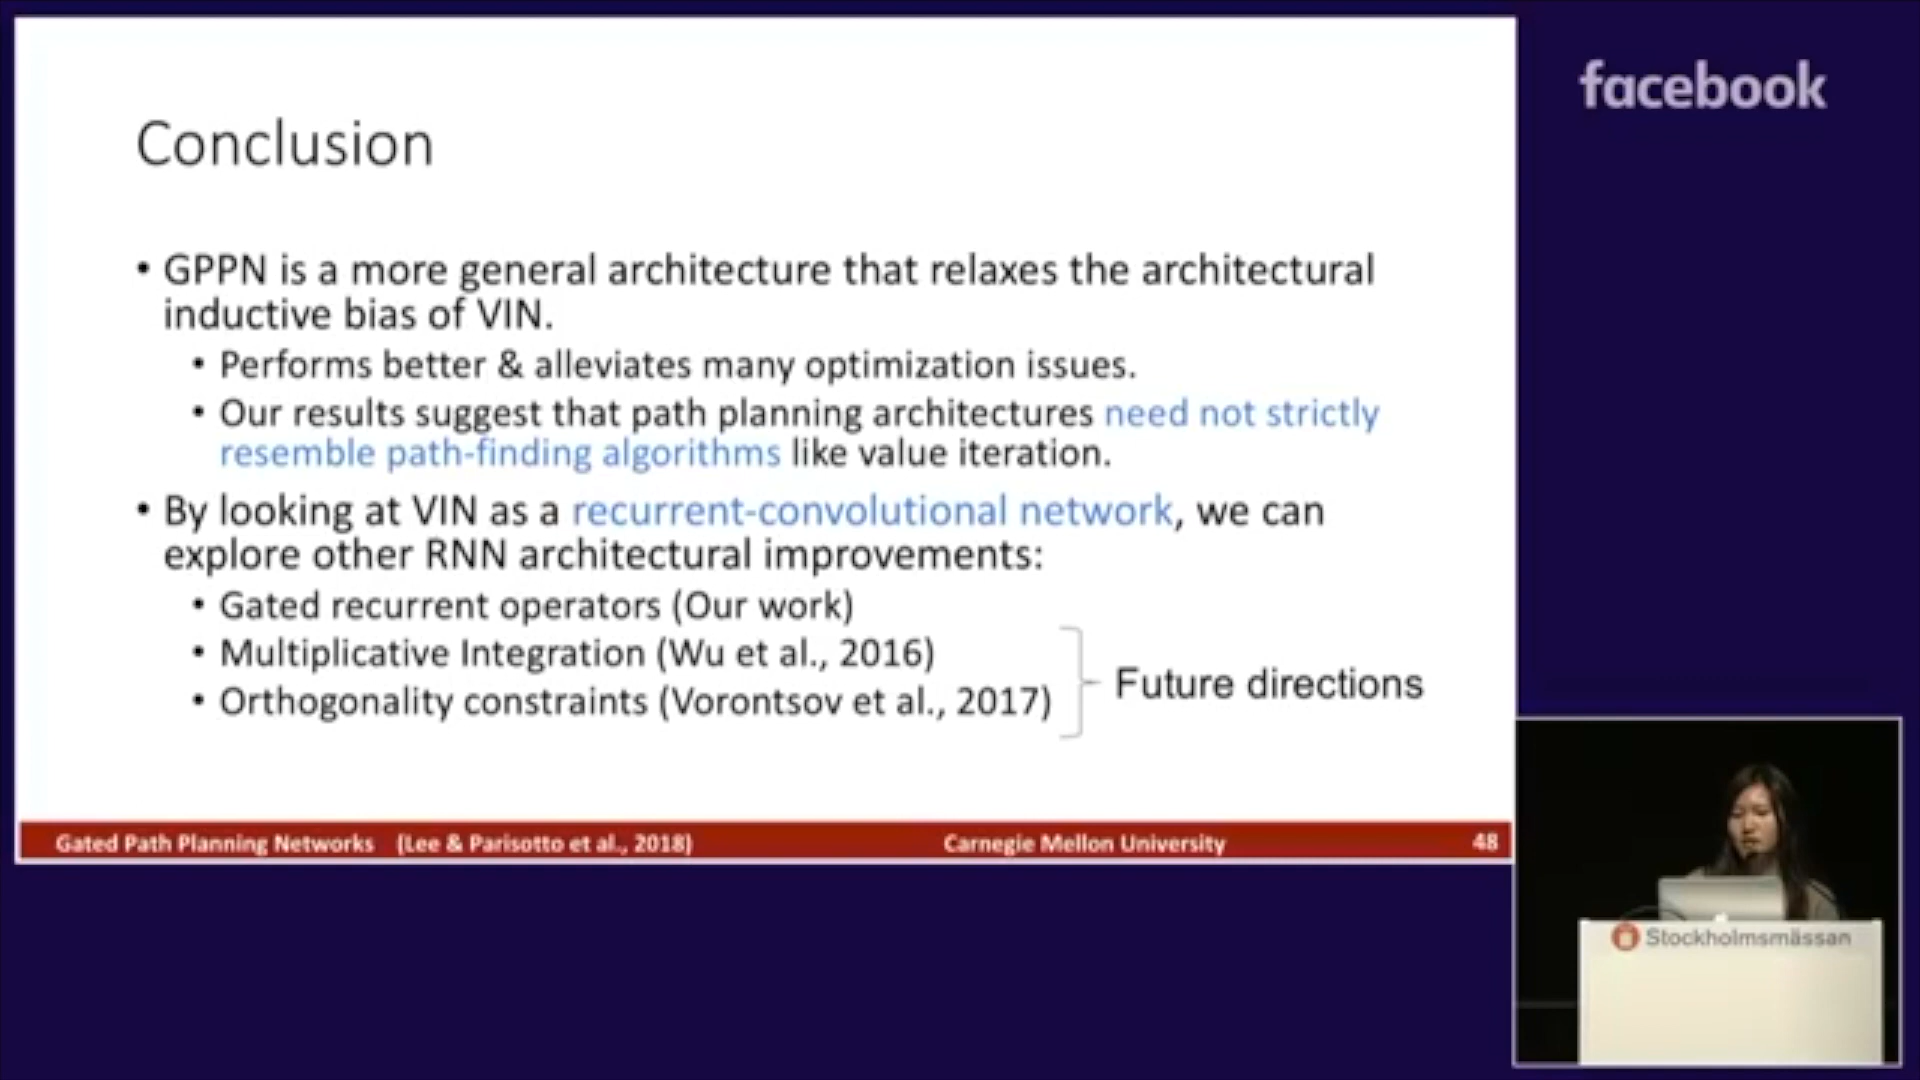 facebook
Conclusion
• GPPN is a more general architecture that relaxes the architectural
inductive bias of VIN.
• Performs better & alleviates many optimization issues.
• Our results suggest that path planning architectures need not strictly
resemble path-finding algorithms like value iteration.
• By looking at VIN as a recurrent-convolutional network, we can
explore other RNN architectural improvements:
• Gated recurrent operators (Our work)
• Multiplicative Integration (Wu et al., 2016)
• Orthogonality constraints (Vorontsov et al., 2017)
Future directions
Gated Path Planning Networks (Lee & Parisotto et al., 2018) Carnegie Mellon University 48
Stockholmsmässan